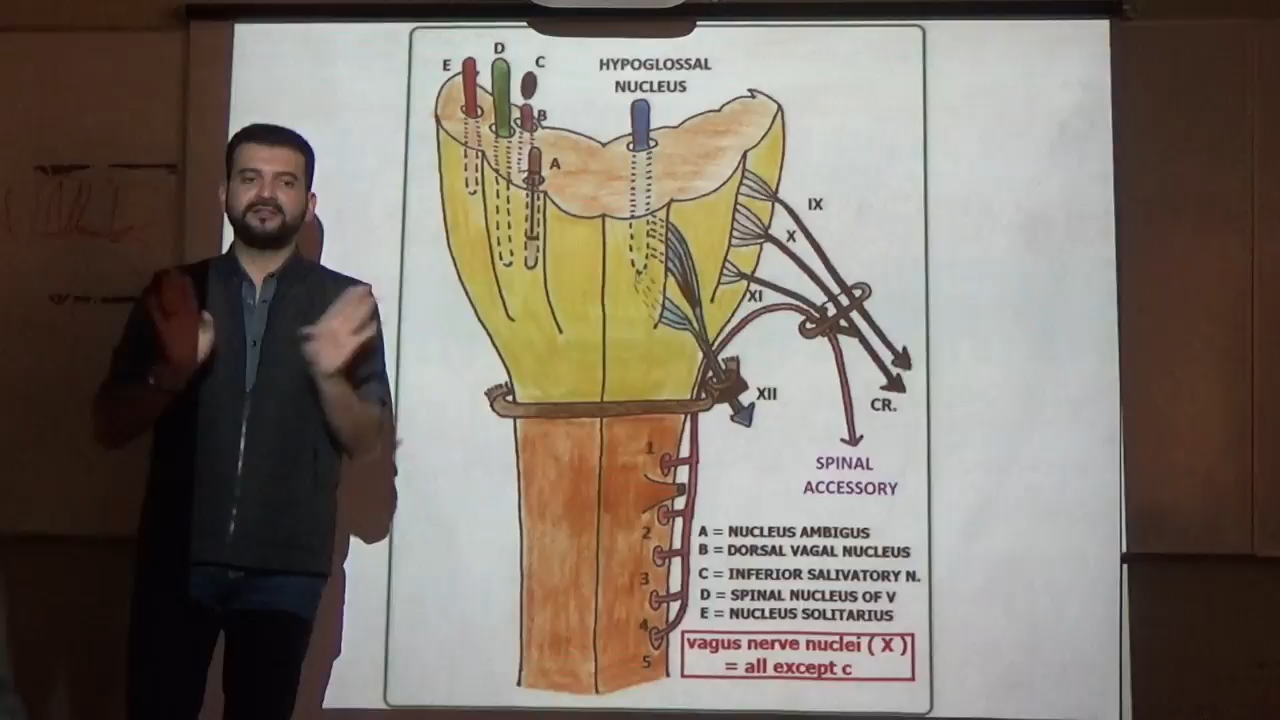 E
D
C
B
A
HYPOGLOSSAL
NUCLEUS
IX
X
XI
XII
CR.
SPINAL
ACCESSORY
1
2
3
4
5
A = NUCLEUS AMBIGUS
B = DORSAL VAGAL NUCLEUS
C = INFERIOR SALIVATORY N.
D = SPINAL NUCLEUS OF V
E = NUCLEUS SOLITARIUS
vagus nerve nuclei ( X )
= all except c